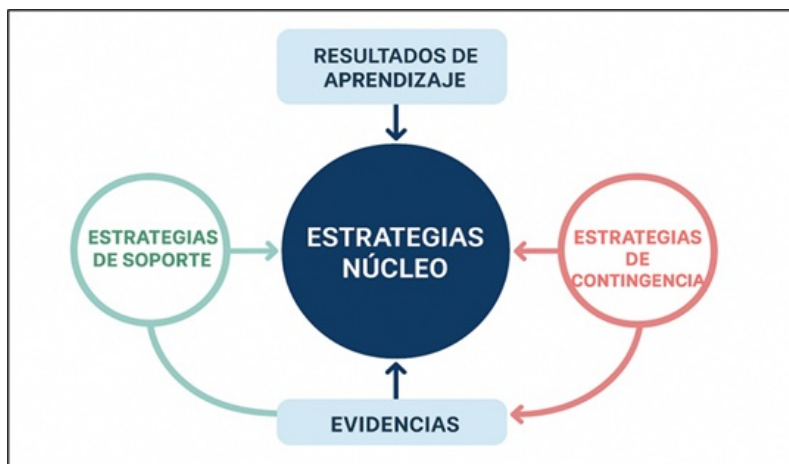 RESULTADOS DE
APRENDIZAJE
ESTRATEGIAS
DE SOPORTE
ESTRATEGIAS
NÚCLEO
ESTRATEGIAS
DE
CONTINGENCIA
EVIDENCIAS